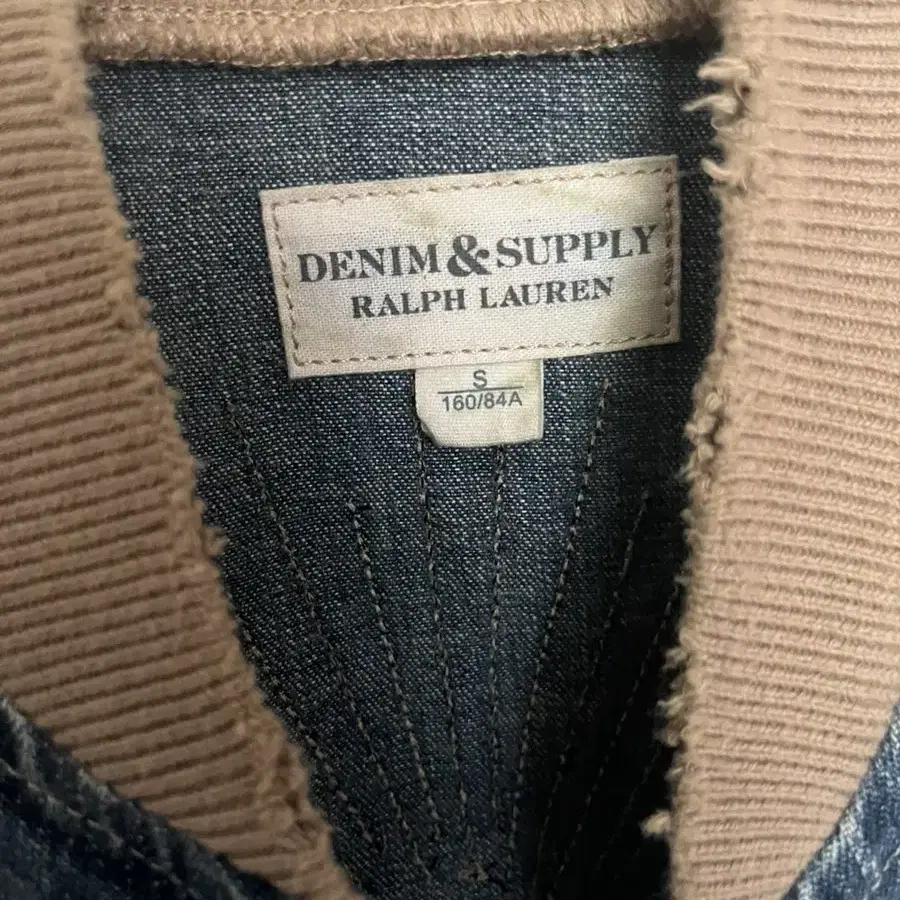 DENIM & SUPPLY
RALPH LAUREN
S
160/84A